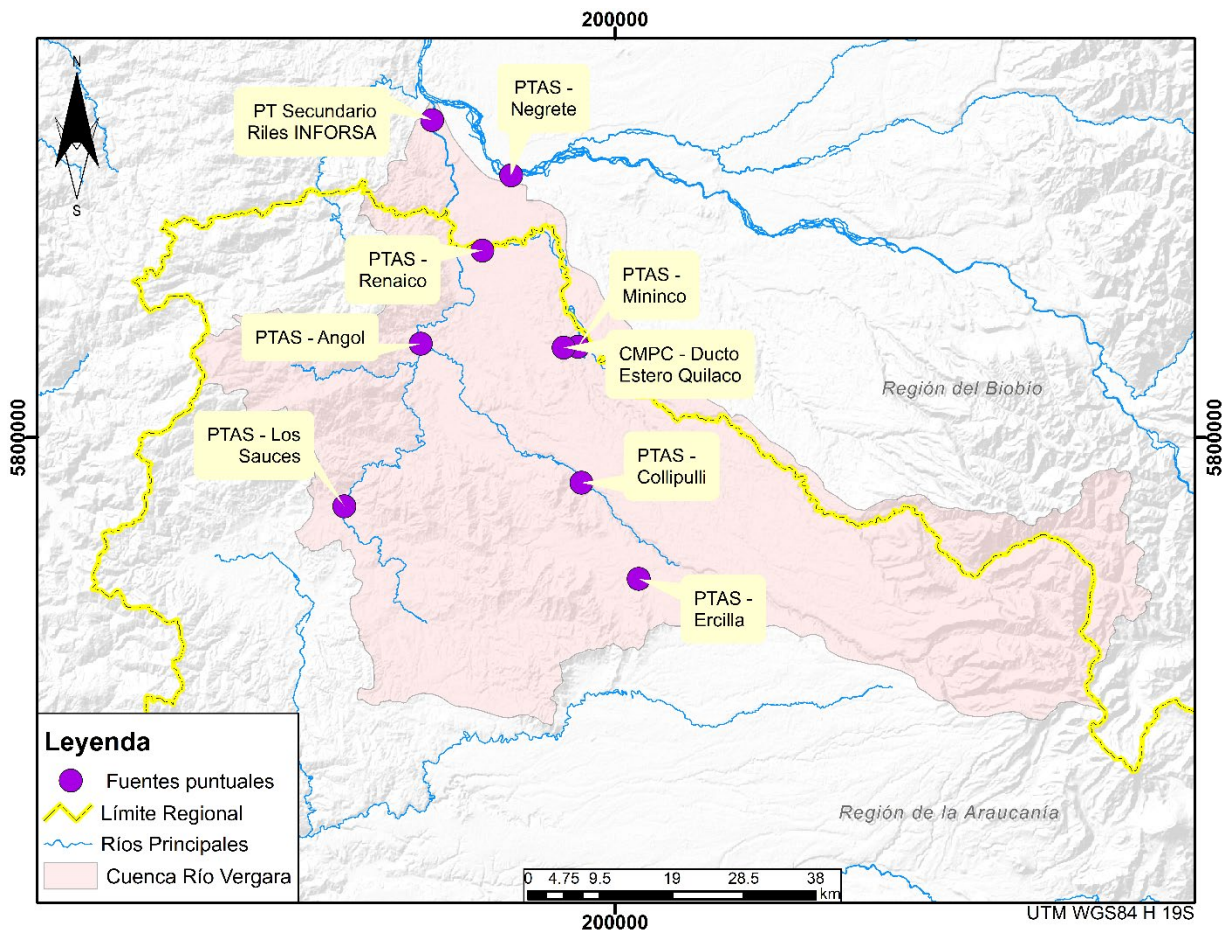 200000
N
S
PT Secundario
Riles INFORSA
PTAS -
Negrete
PTAS -
Renaico
PTAS -
Mininco
PTAS - Angol
CMPC - Ducto
Estero Quilaco
Región del Biobío
5800000
5800000
PTAS - Los
Sauces
PTAS -
Collipulli
PTAS -
Ercilla
Leyenda
Fuentes puntuales
Límite Regional
Ríos Principales
Cuenca Río Vergara
Región de la Araucanía
0 4.75 9.5 19 28.5 38
km
200000
UTM WGS84 H 19S